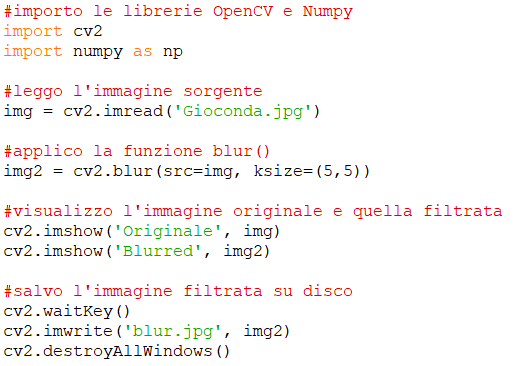 #importo le librerie OpenCV e Numpy
import cv2
import numpy as np

#leggo l'immagine sorgente
img = cv2.imread('Gioconda.jpg')

#applico la funzione blur()
img2 = cv2.blur(src=img, ksize=(5,5))

#visualizzo l'immagine originale e quella filtrata
cv2.imshow('Originale', img)
cv2.imshow('Blurred', img2)

#salvo l'immagine filtrata su disco
cv2.waitKey()
cv2.imwrite('blur.jpg', img2)
cv2.destroyAllWindows()